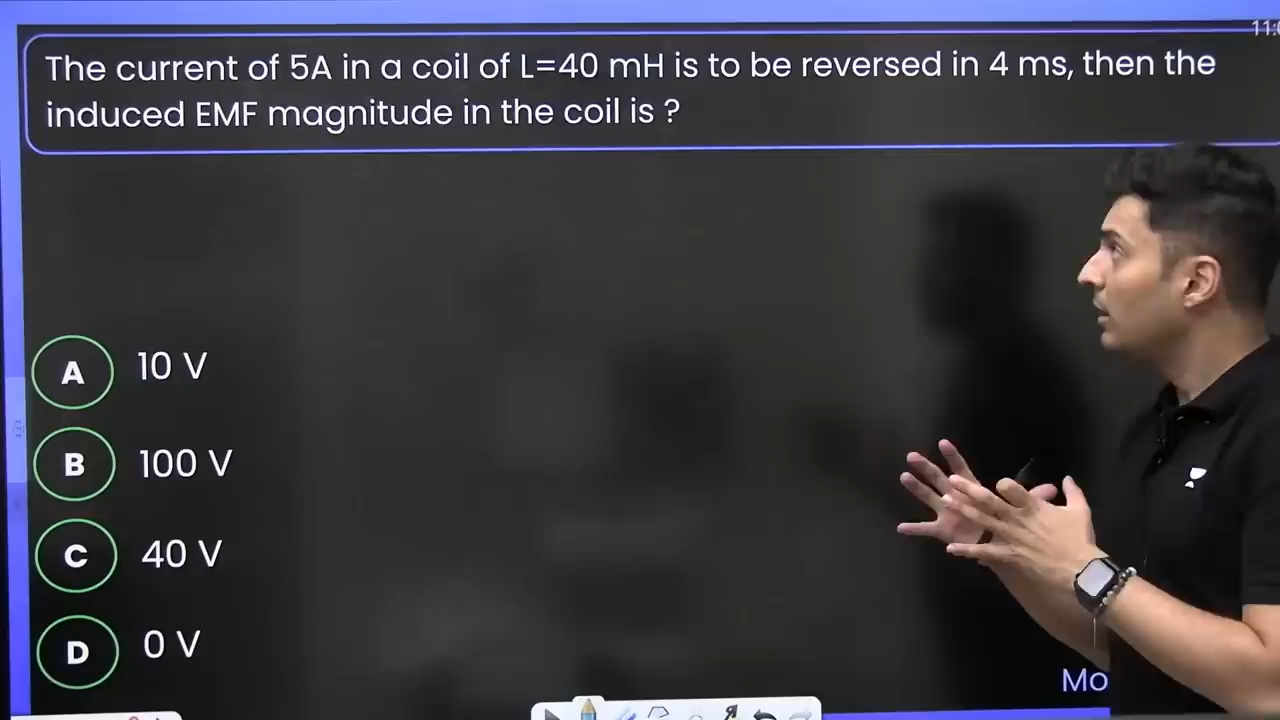 The current of 5A in a coil of L=40 mH is to be reversed in 4 ms, then the
induced EMF magnitude in the coil is ?
A 10 V
B 100 V
C 40 V
D 0 V
Mo